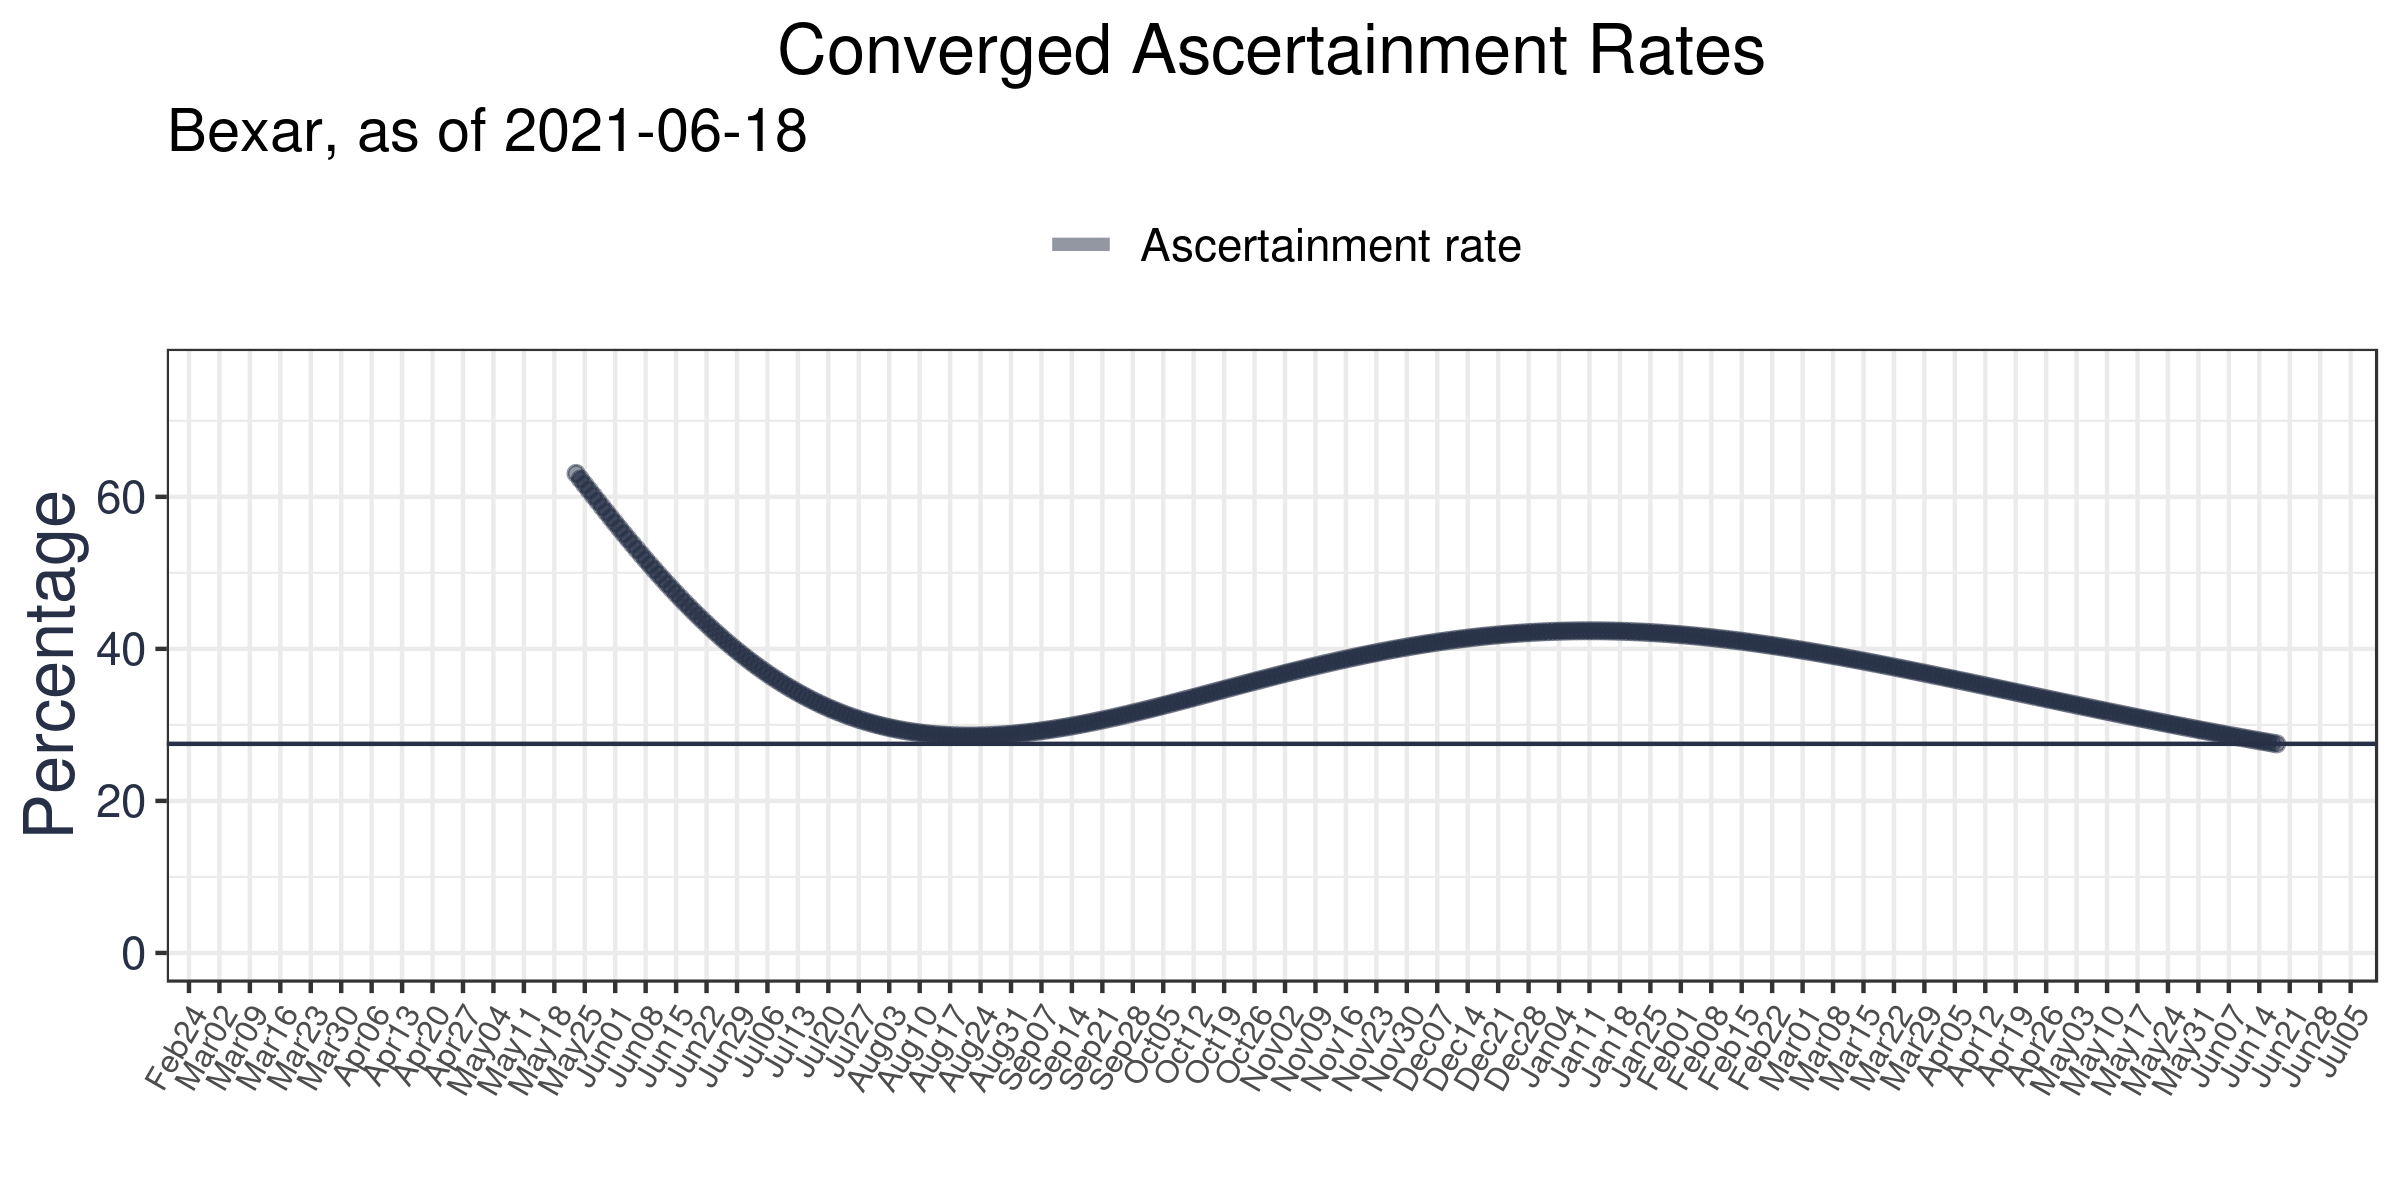 Converged Ascertainment Rates
Bexar, as of 2021-06-18
Ascertainment rate
Percentage
60
40
20
0
Feb24
Mar02
Mar09
Mar16
Mar23
Mar30
Apr06
Apr13
Apr20
Apr27
May04
May11
May18
May25
Jun01
Jun08
Jun15
Jun22
Jun29
Jul06
Jul13
Jul20
Jul27
Aug03
Aug10
Aug17
Aug24
Aug31
Sep07
Sep14
Sep21
Sep28
Oct05
Oct12
Oct19
Oct26
Nov02
Nov09
Nov16
Nov23
Nov30
Dec07
Dec14
Dec21
Dec28
Jan04
Jan11
Jan18
Jan25
Feb01
Feb08
Feb15
Feb22
Mar01
Mar08
Mar15
Mar22
Mar29
Apr05
Apr12
Apr19
Apr26
May03
May10
May17
May24
May31
Jun07
Jun14
Jun21
Jun28
Jul05